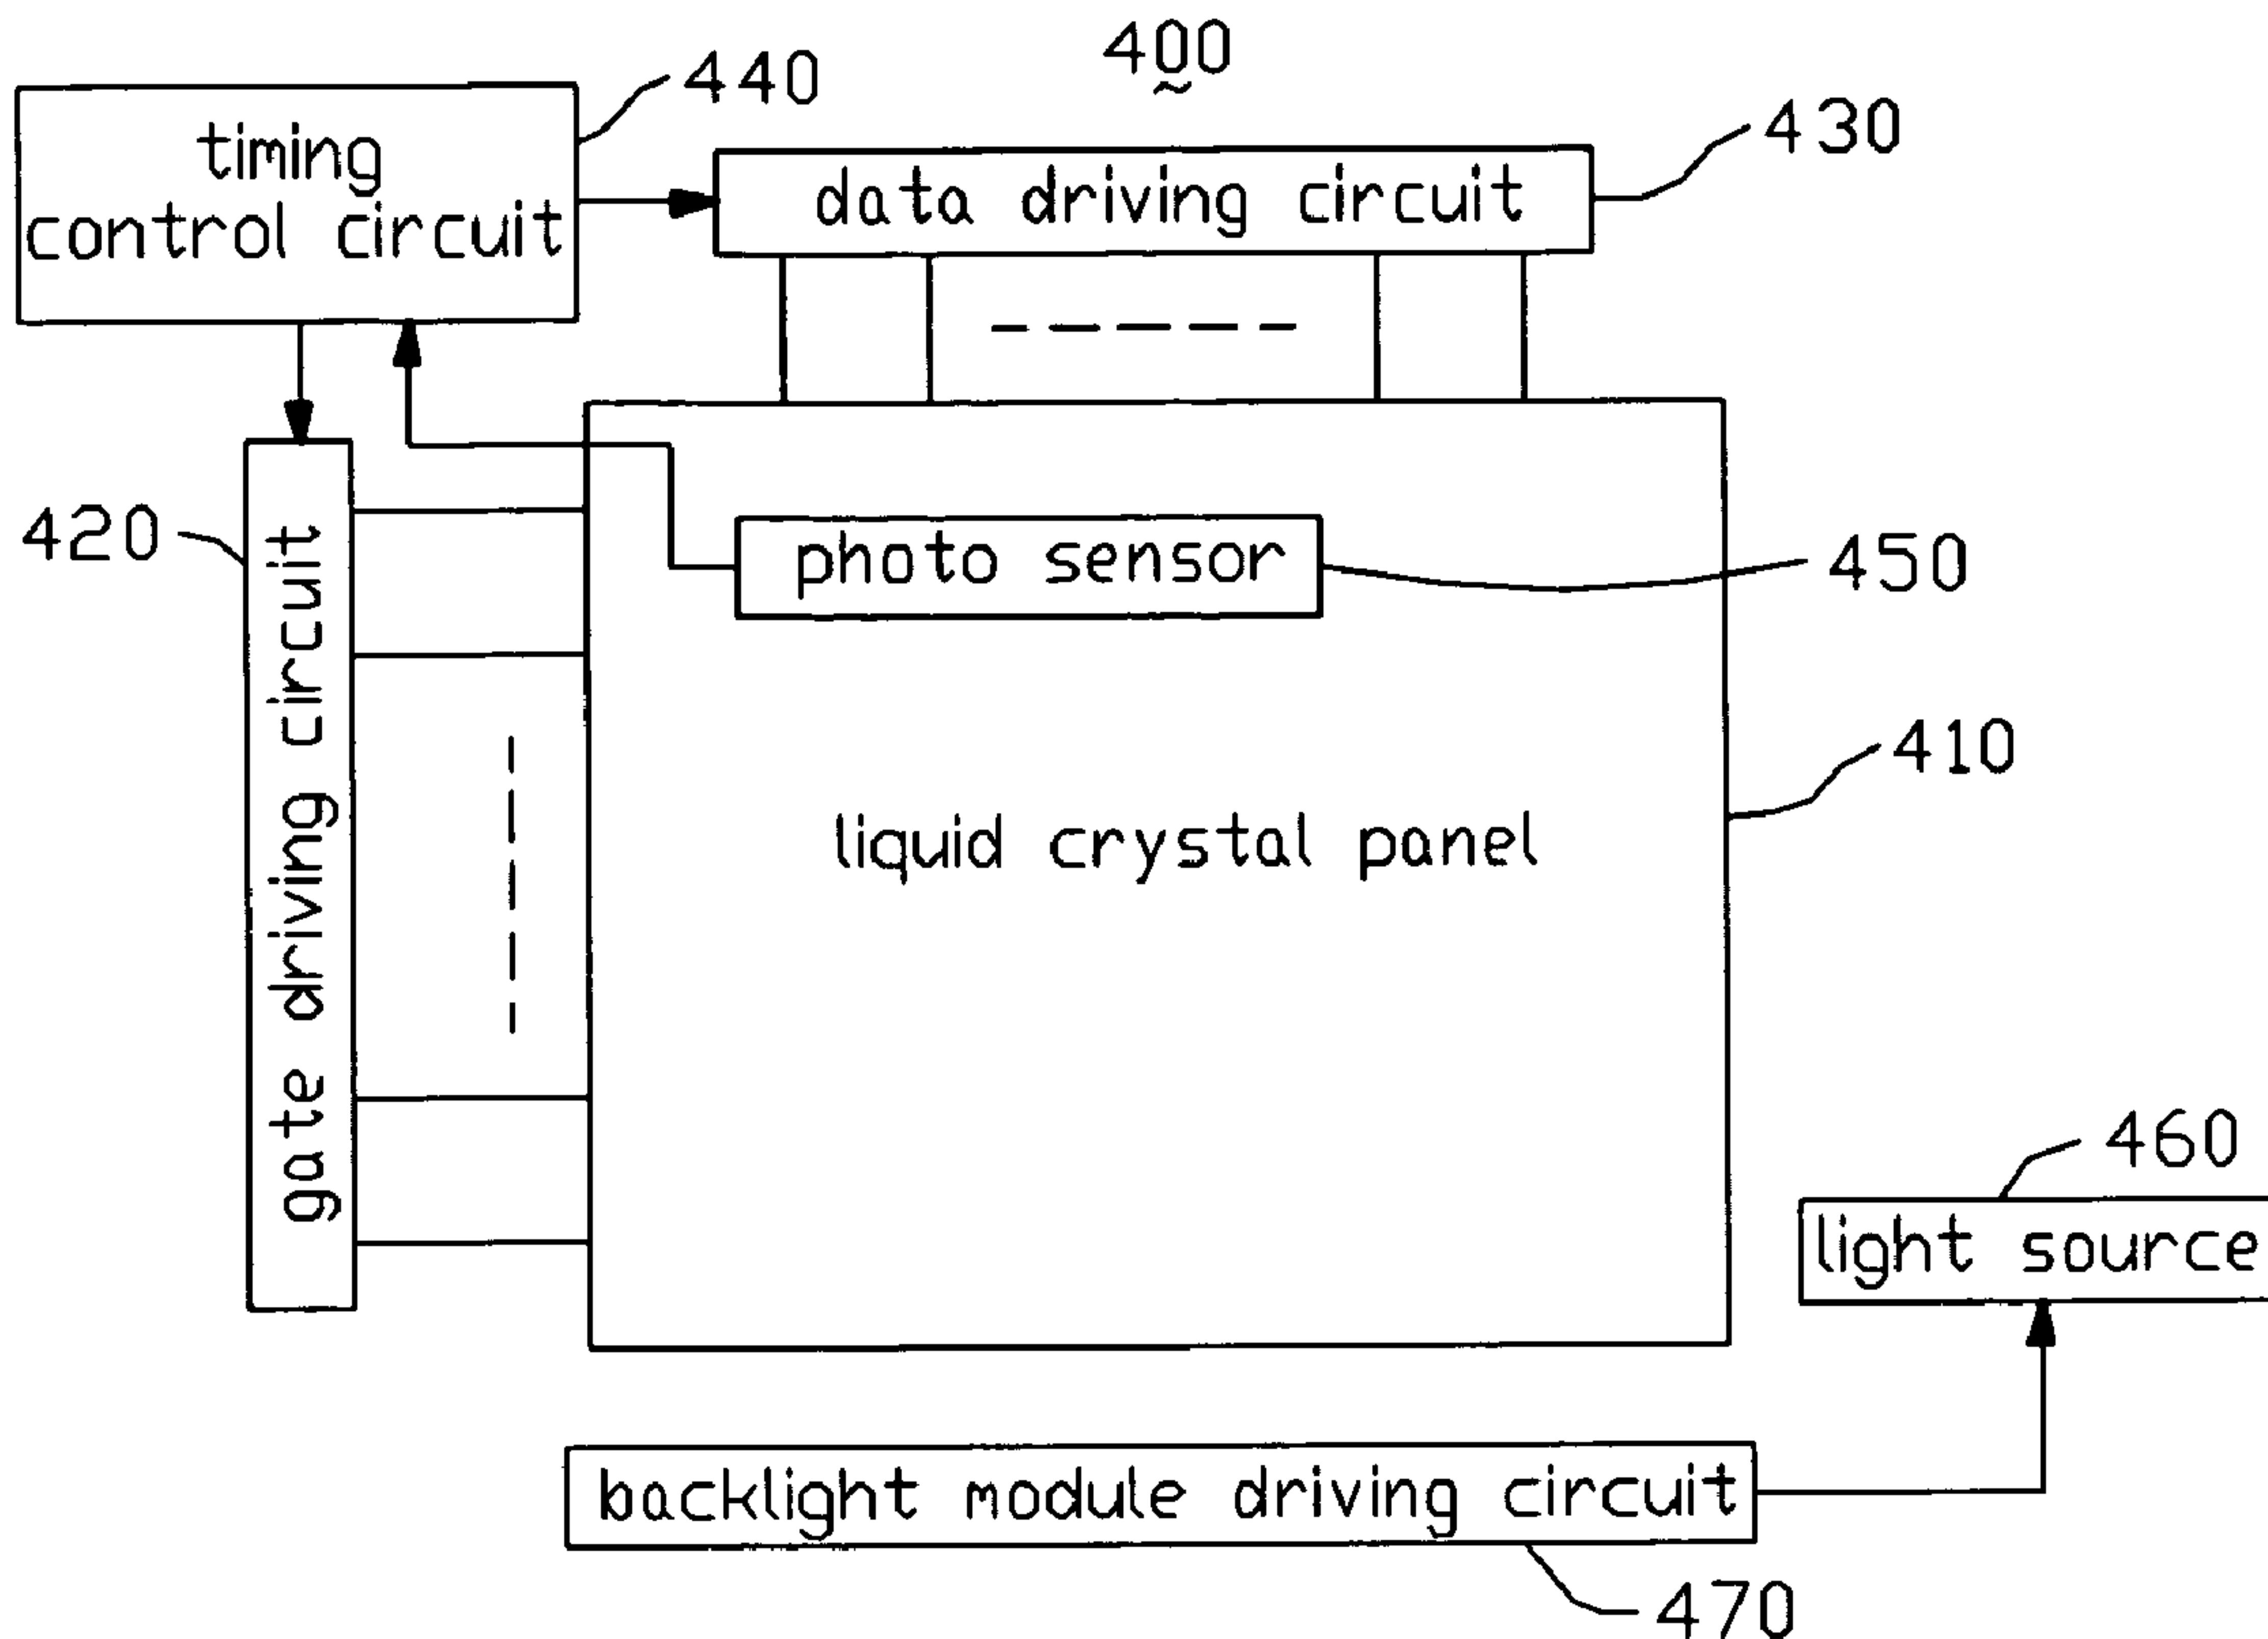 400
440
timing
control circuit
430
data driving circuit
420
gate driving circuit
photo sensor
450
410
liquid crystal panel
460
light source
backlight module driving circuit
470